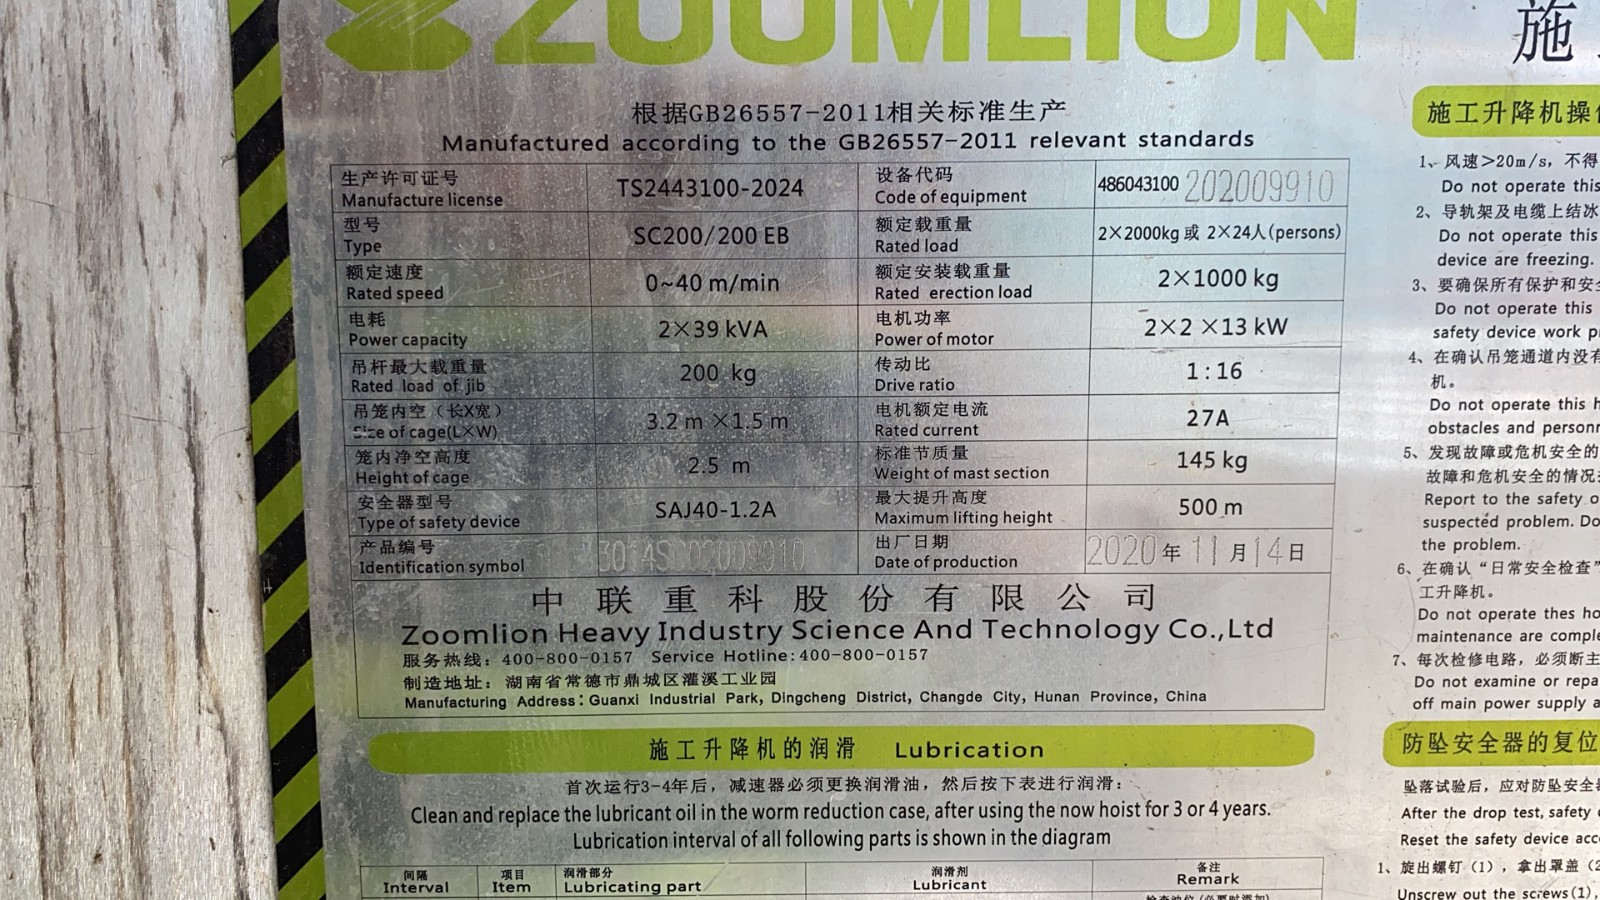 ZOOMLION
根据GB26557-2011相关标准生产
Manufactured according to the GB26557-2011 relevant standards
生产许可证号
Manufacture license
TS2443100-2024
设备代码
Code of equipment
486043100 202009910
型号
Type
SC200/200 EB
额定载重量
Rated load
2×2000kg 或 2×24人(persons)
额定速度
Rated speed
0~40 m/min
额定安装载重量
Rated erection load
2×1000 kg
电耗
Power capacity
2×39 kVA
电机功率
Power of motor
2×2 ×13 kW
吊杆最大载重量
Rated load of jib
200 kg
传动比
Drive ratio
1:16
吊笼内空（长X宽）
Size of cage(L×W)
3.2 m ×1.5 m
电机额定电流
Rated current
27A
笼内净空高度
Height of cage
2.5 m
标准节质量
Weight of mast section
145 kg
安全器型号
Type of safety device
SAJ40-1.2A
最大提升高度
Maximum lifting height
500 m
产品编号
Identification symbol
出厂日期
Date of production
2020 年 11 月 14 日
中联重科股份有限公司
Zoomlion Heavy Industry Science And Technology Co.,Ltd
服务热线：400-800-0157 Service Hotline:400-800-0157
制造地址：湖南省常德市鼎城区灌溪工业园
Manufacturing Address：Guanxi Industrial Park, Dingcheng District, Changde City, Hunan Province, China
施工升降机的润滑 Lubrication
首次运行3-4年后，减速器必须更换润滑油，然后按下表进行润滑：
Clean and replace the lubricant oil in the worm reduction case, after using the now hoist for 3 or 4 years.
Lubrication interval of all following parts is shown in the diagram
间隔
Interval
项目
Item
润滑部分
Lubricating part
润滑剂
Lubricant
备注
Remark
施
施工升降机操
1、风速>20m/s，不得
Do not operate this
2、导轨架及电缆上结冰
Do not operate this
device are freezing.
3、要确保所有保护和安
Do not operate this
safety device work
4、在确认吊笼通道内没有
机。
Do not operate this
obstacles and
5、发现故障或危机安全的
故障和危机安全的情况
Report to the safety
suspected problem. Do
the problem.
6、在确认“日常安全检查”
工升降机。
Do not operate thes
maintenance are
7、每次检修电路，必须断主
Do not examine or
off main power supply
防坠安全器的复位
坠落试验后，应对防坠安全
After the drop test, safety
Reset the safety device
1、旋出螺钉（1），拿出罩盖
Unscrew out the screws(1),